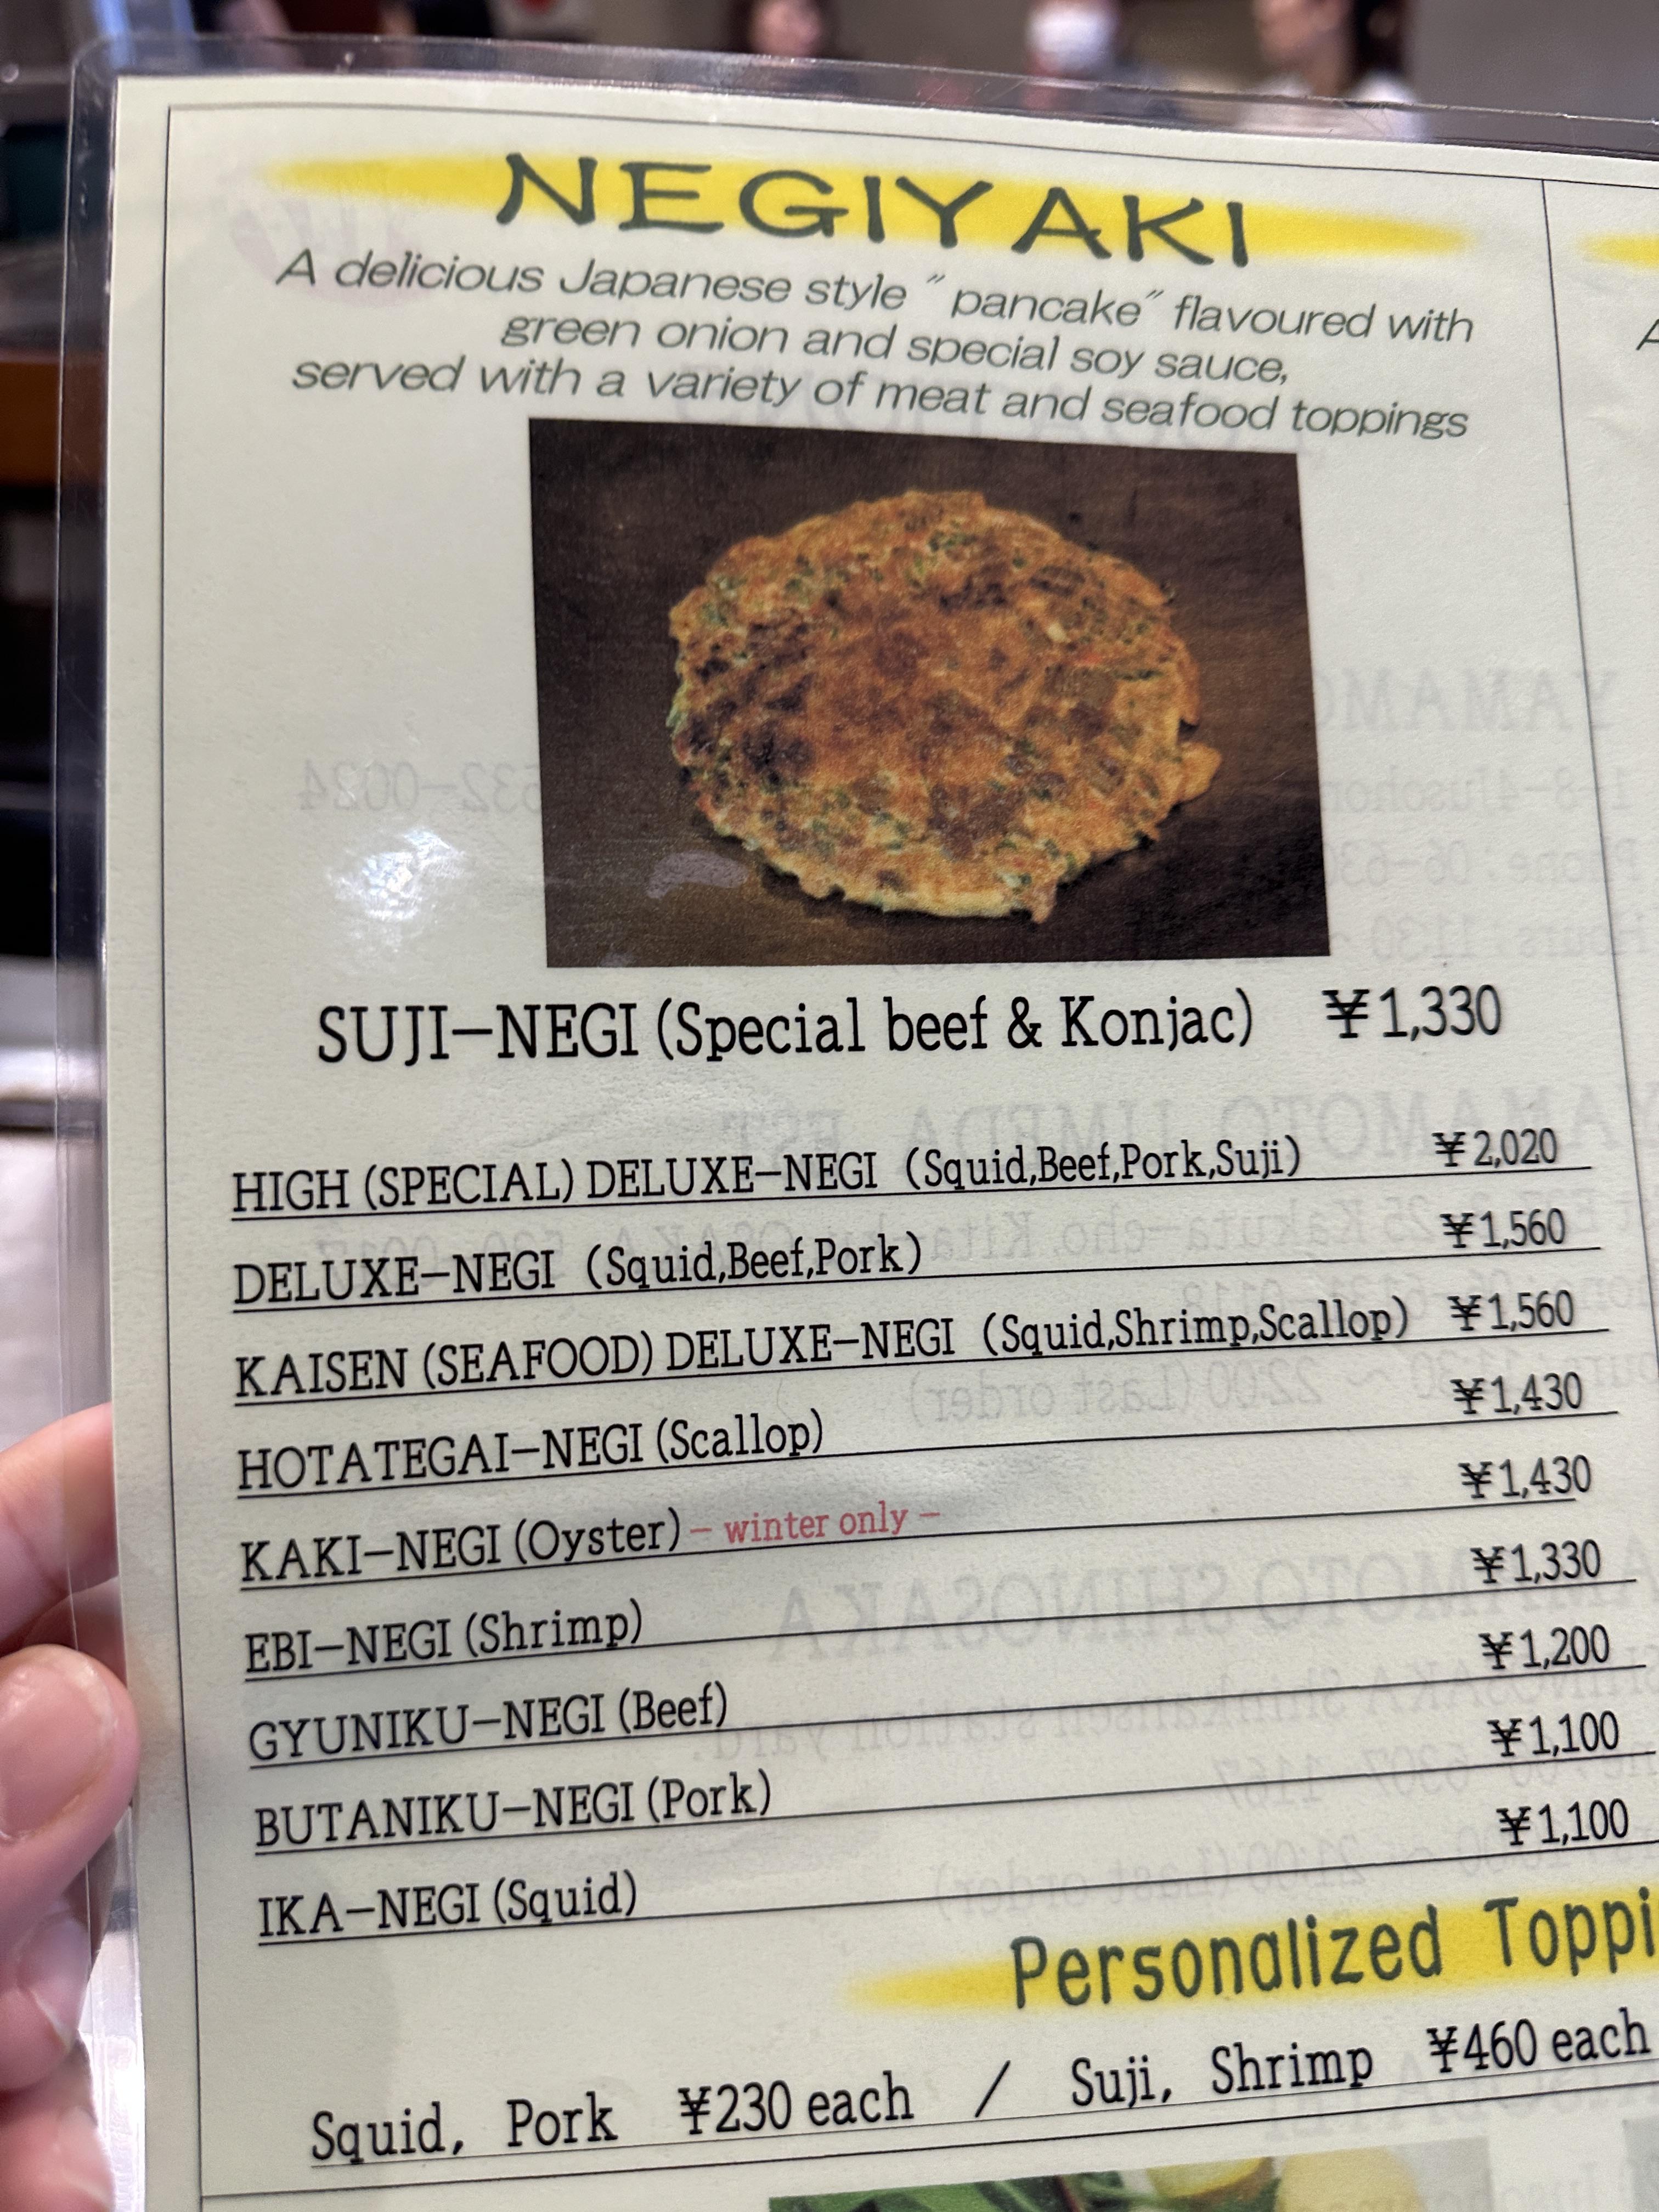 NEGIYAKI
A delicious Japanese style " pancake" flavoured with
green onion and special soy sauce,
served with a variety of meat and seafood toppings
SUJI–NEGI (Special beef & Konjac) ¥1,330
HIGH (SPECIAL) DELUXE–NEGI (Squid,Beef,Pork,Suji) ¥2,020
DELUXE–NEGI (Squid,Beef,Pork) ¥1,560
KAISEN (SEAFOOD) DELUXE–NEGI (Squid,Shrimp,Scallop) ¥1,560
HOTATEGAI–NEGI (Scallop) ¥1,430
KAKI–NEGI (Oyster) – winter only – ¥1,430
EBI–NEGI (Shrimp) ¥1,330
GYUNIKU–NEGI (Beef) ¥1,200
BUTANIKU–NEGI (Pork) ¥1,100
IKA–NEGI (Squid) ¥1,100
Personalized Toppi
Squid, Pork ¥230 each / Suji, Shrimp ¥460 each